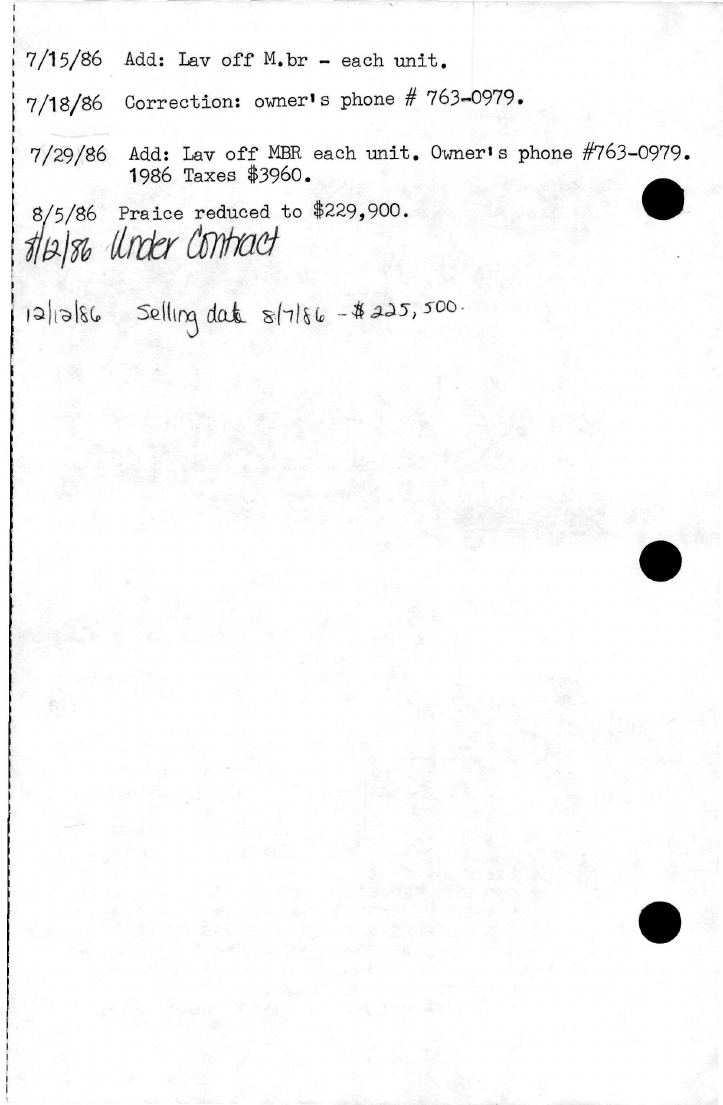 7/15/86 Add: Lav off M.br - each unit.
7/18/86 Correction: owner's phone # 763-0979.
7/29/86 Add: Lav off MBR each unit. Owner's phone #763-0979.
1986 Taxes $3960.
8/5/86 Praice reduced to $229,900.
8/12/86 Under Contract
12/12/86 Selling date 8/7/86 - $225,500.